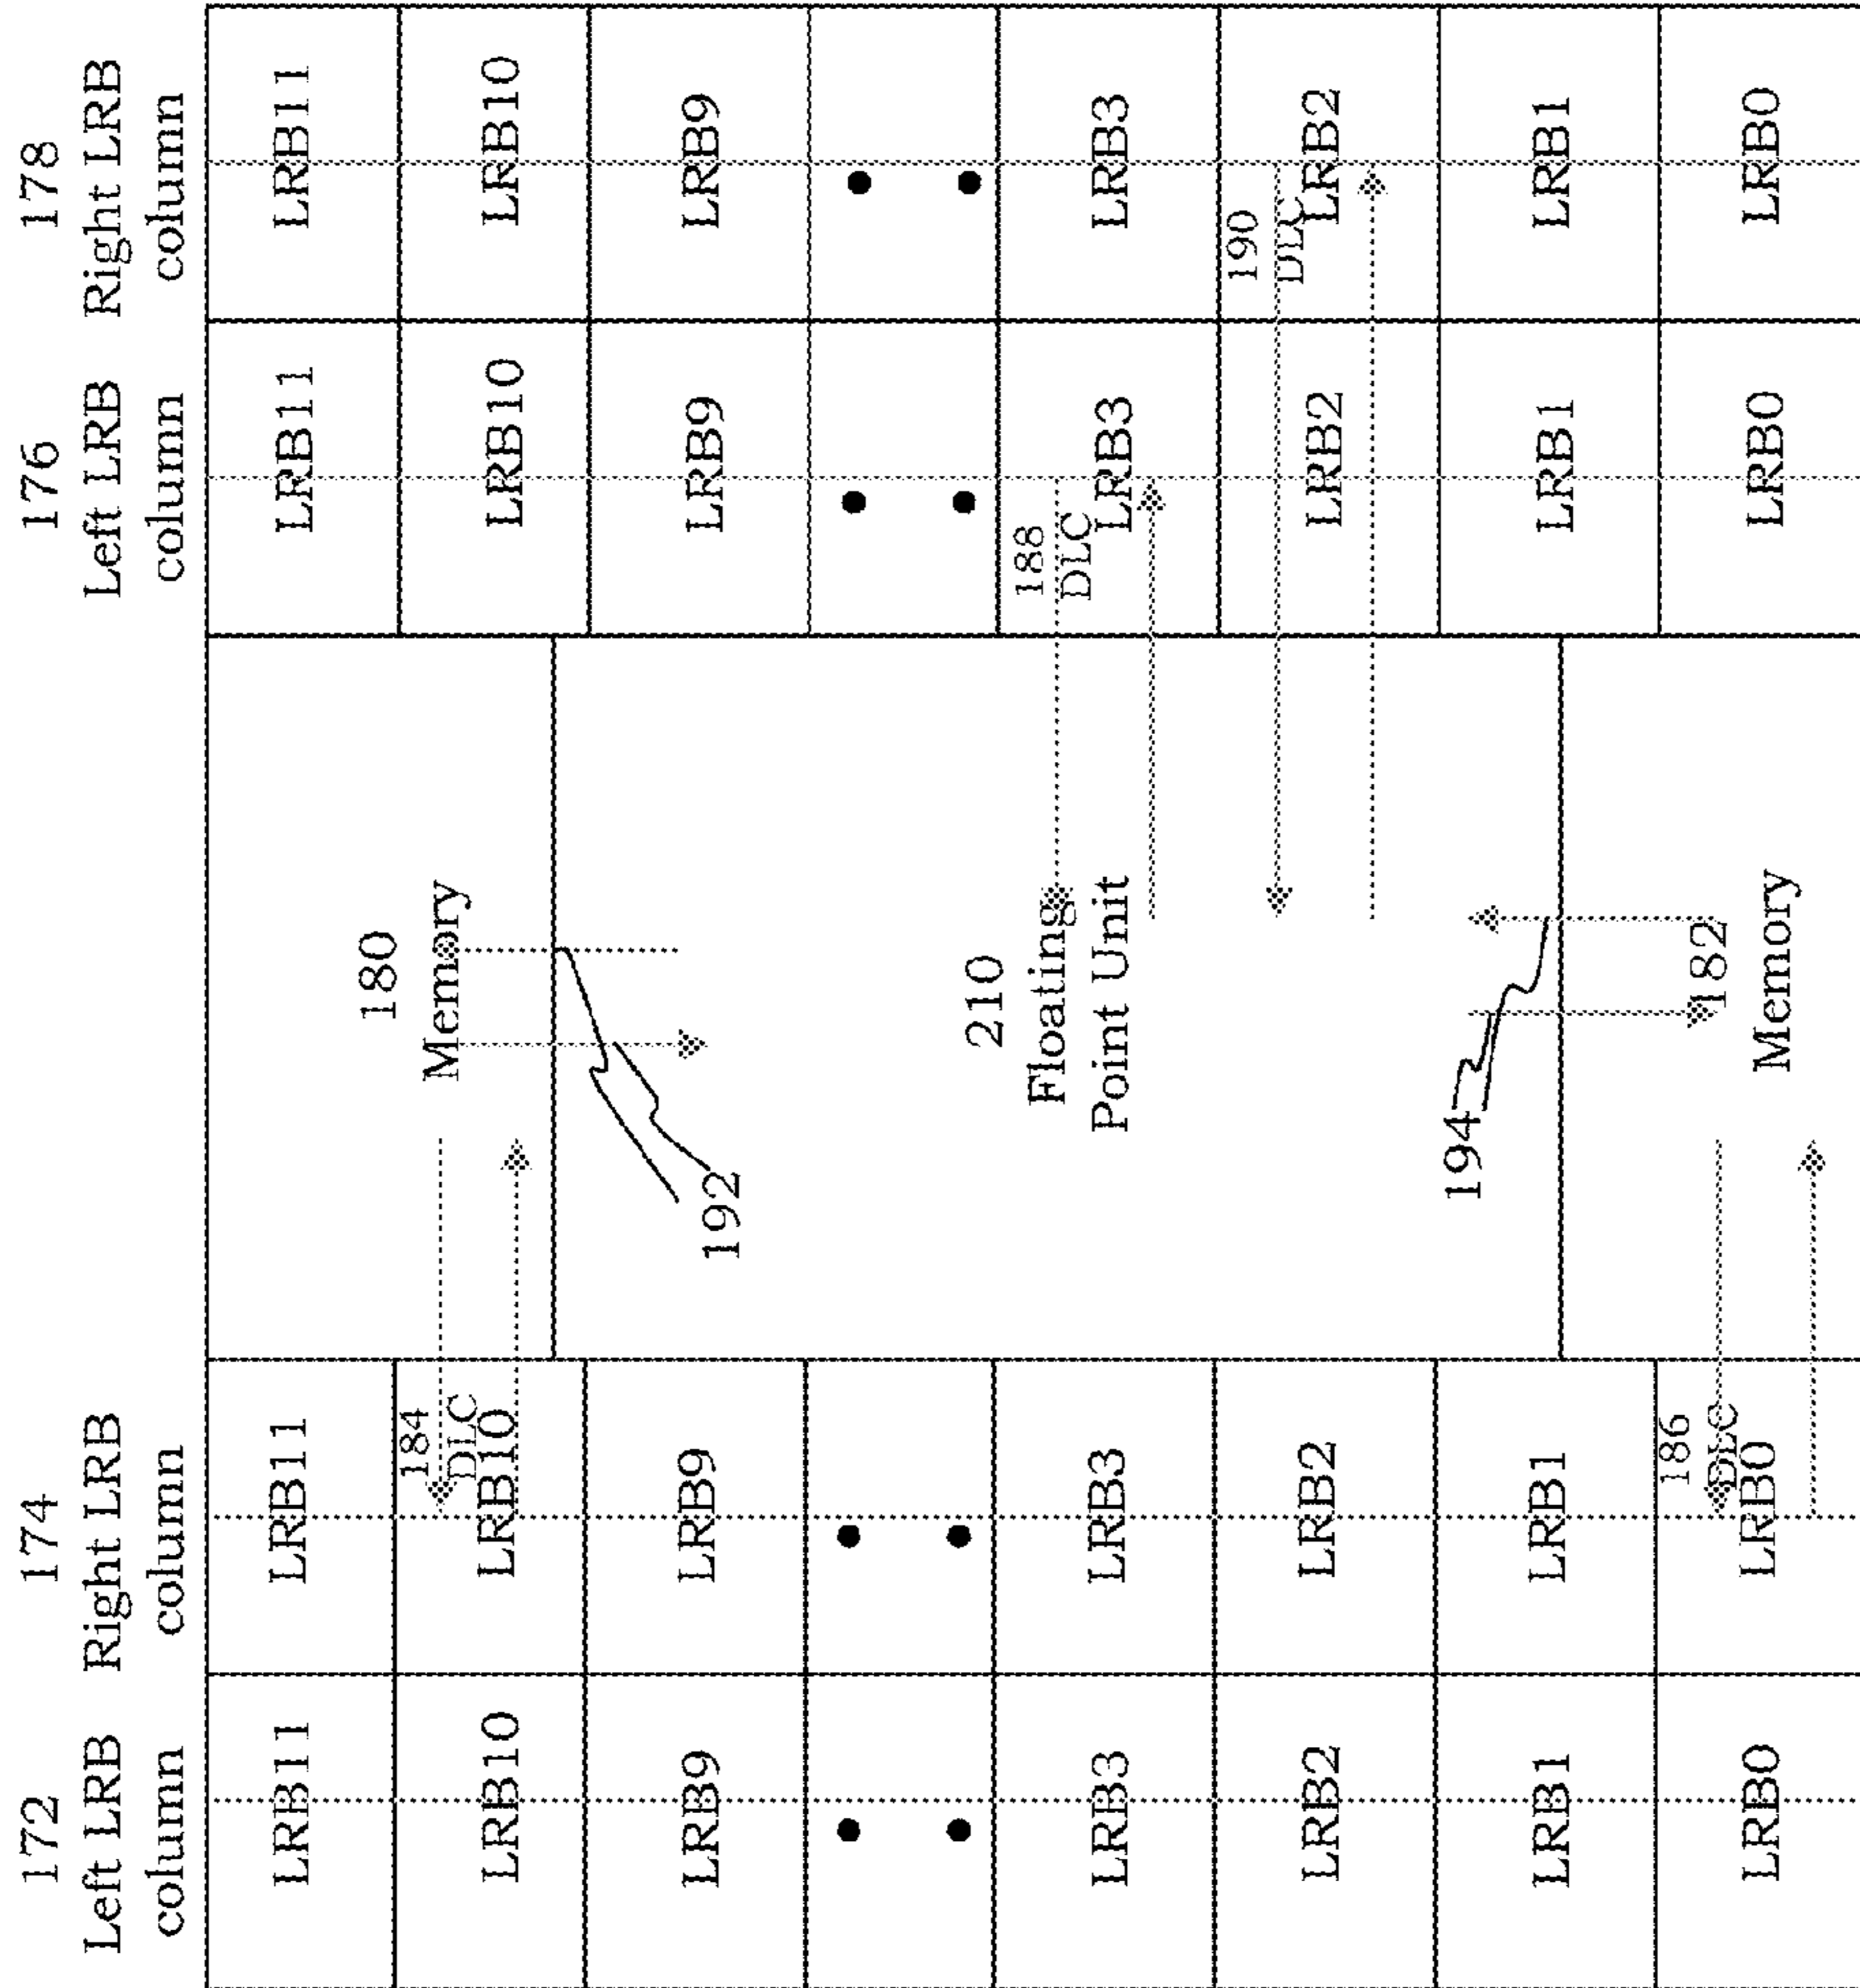 172
Left LRB
column
174
Right LRB
column
176
Left LRB
column
178
Right LRB
column
LRB11
LRB10
LRB9
LRB3
LRB2
LRB1
LRB0
LRB11
184
DLC
LRB10
LRB9
LRB3
LRB2
LRB1
186
DLC
LRB0
180
Memory
192
210
Floating
Point Unit
194
182
Memory
LRB11
LRB10
LRB9
188
DLC
LRB3
LRB2
LRB1
LRB0
LRB11
LRB10
LRB9
LRB3
190
DLC
LRB2
LRB1
LRB0